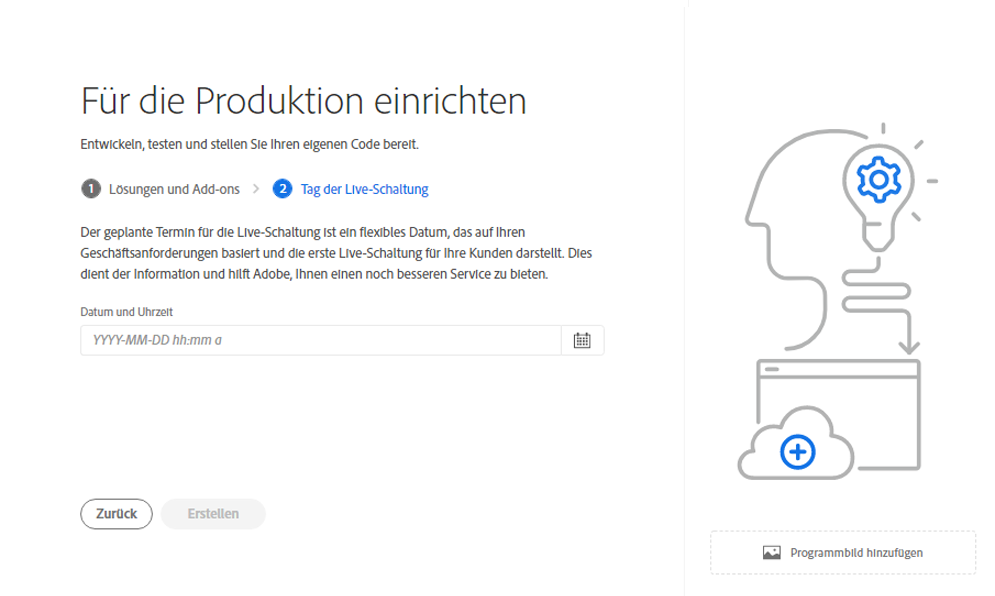 Für die Produktion einrichten
Entwickeln, testen und stellen Sie Ihren eigenen Code bereit.
1 Lösungen und Add-ons > 2 Tag der Live-Schaltung
Der geplante Termin für die Live-Schaltung ist ein flexibles Datum, das auf Ihren
Geschäftsanforderungen basiert und die erste Live-Schaltung für Ihre Kunden darstellt. Dies
dient der Information und hilft Adobe, Ihnen einen noch besseren Service zu bieten.
Datum und Uhrzeit
YYYY-MM-DD hh:mm a
Zurück Erstellen
Programmbild hinzufügen